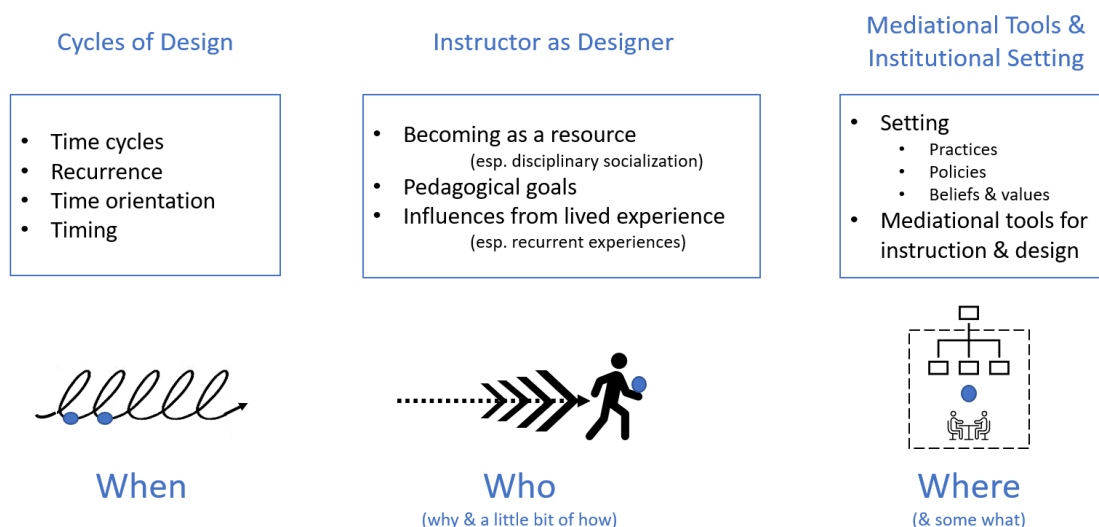 Cycles of Design
• Time cycles
• Recurrence
• Time orientation
• Timing
When
Instructor as Designer
• Becoming as a resource
(esp. disciplinary socialization)
• Pedagogical goals
• Influences from lived experience
(esp. recurrent experiences)
Who
(why & a little bit of how)
Mediational Tools &
Institutional Setting
• Setting
• Practices
• Policies
• Beliefs & values
• Mediational tools for
instruction & design
Where
(& some what)